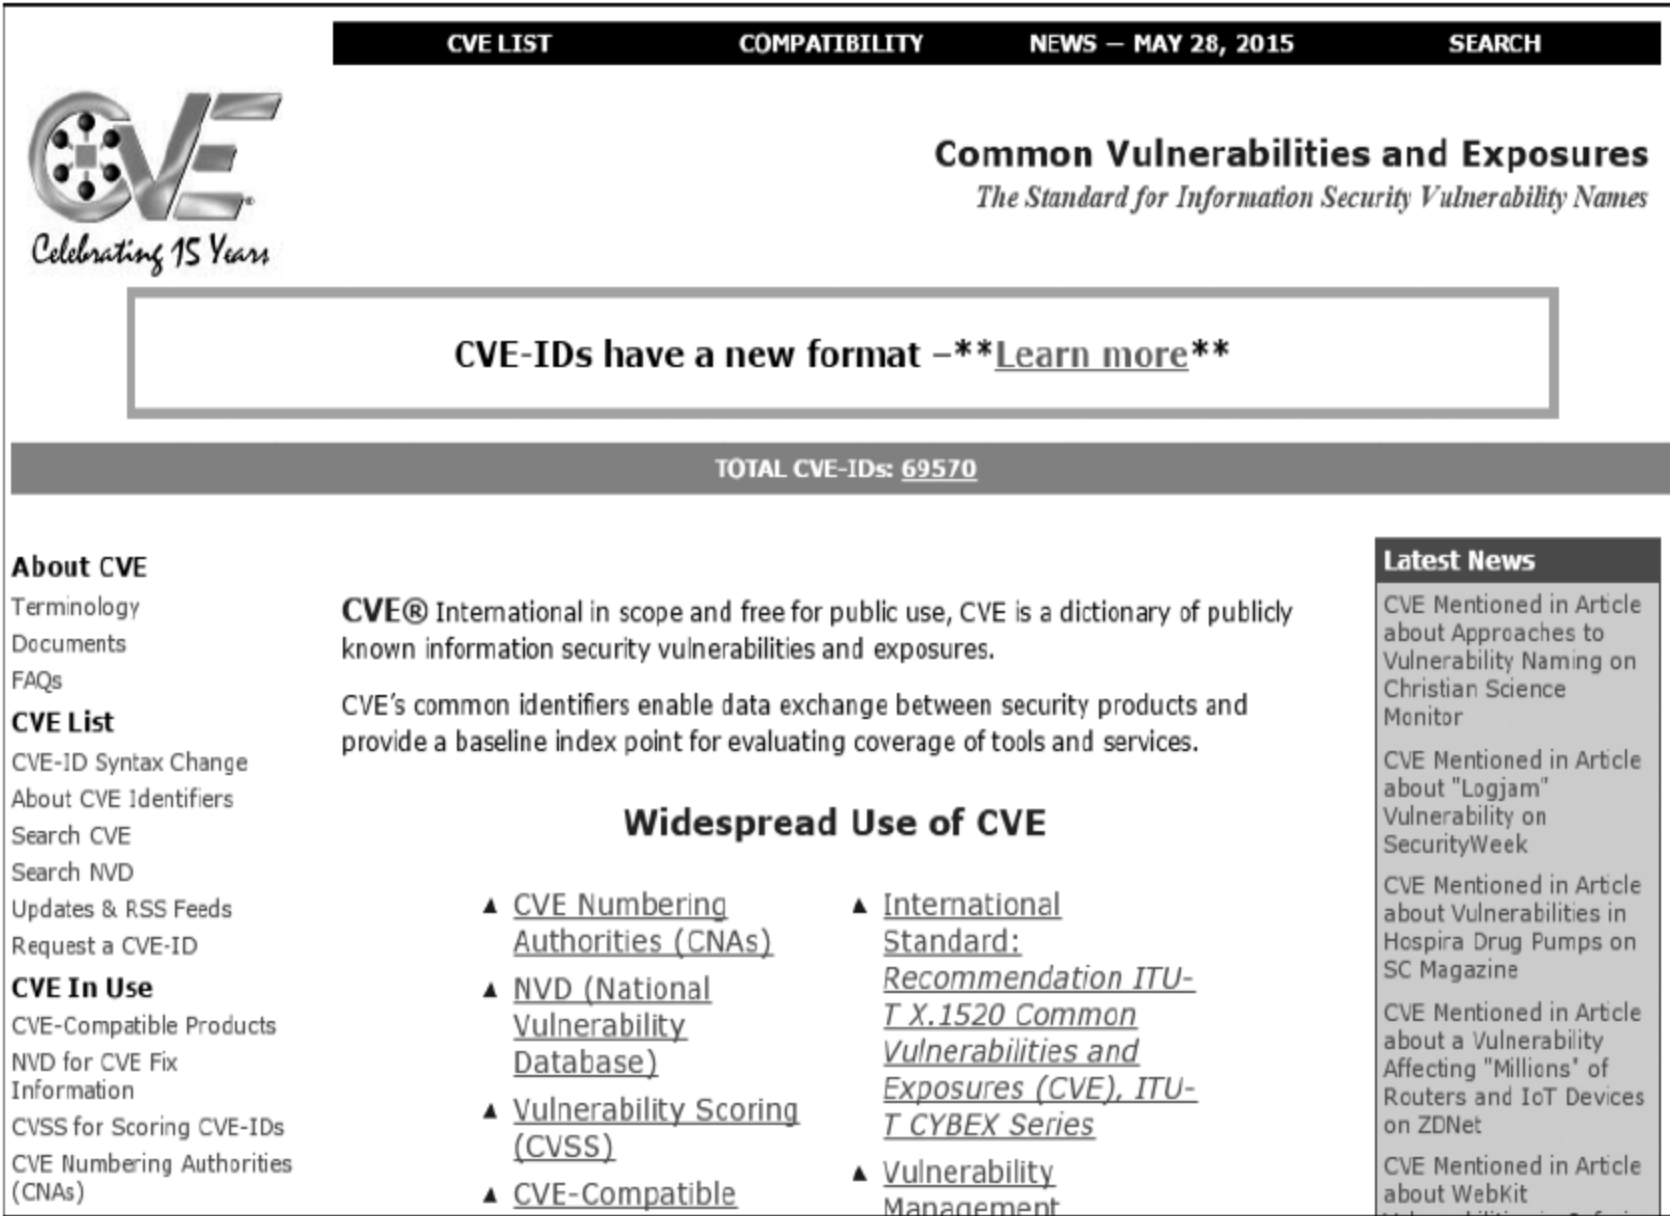 CVE LIST COMPATIBILITY NEWS — MAY 28, 2015 SEARCH
CVE®
Celebrating 15 Years
Common Vulnerabilities and Exposures
The Standard for Information Security Vulnerability Names
CVE-IDs have a new format –**Learn more**
TOTAL CVE-IDs: 69570
About CVE
Terminology
Documents
FAQs
CVE List
CVE-ID Syntax Change
About CVE Identifiers
Search CVE
Search NVD
Updates & RSS Feeds
Request a CVE-ID
CVE In Use
CVE-Compatible Products
NVD for CVE Fix
Information
CVSS for Scoring CVE-IDs
CVE Numbering Authorities
(CNAs)
CVE® International in scope and free for public use, CVE is a dictionary of publicly
known information security vulnerabilities and exposures.
CVE's common identifiers enable data exchange between security products and
provide a baseline index point for evaluating coverage of tools and services.
Widespread Use of CVE
▲ CVE Numbering
Authorities (CNAs)
▲ NVD (National
Vulnerability
Database)
▲ Vulnerability Scoring
(CVSS)
▲ CVE-Compatible
▲ International
Standard:
Recommendation ITU-
T X.1520 Common
Vulnerabilities and
Exposures (CVE), ITU-
T CYBEX Series
▲ Vulnerability
Management
Latest News
CVE Mentioned in Article
about Approaches to
Vulnerability Naming on
Christian Science
Monitor
CVE Mentioned in Article
about "Logjam"
Vulnerability on
SecurityWeek
CVE Mentioned in Article
about Vulnerabilities in
Hospira Drug Pumps on
SC Magazine
CVE Mentioned in Article
about a Vulnerability
Affecting "Millions" of
Routers and IoT Devices
on ZDNet
CVE Mentioned in Article
about WebKit